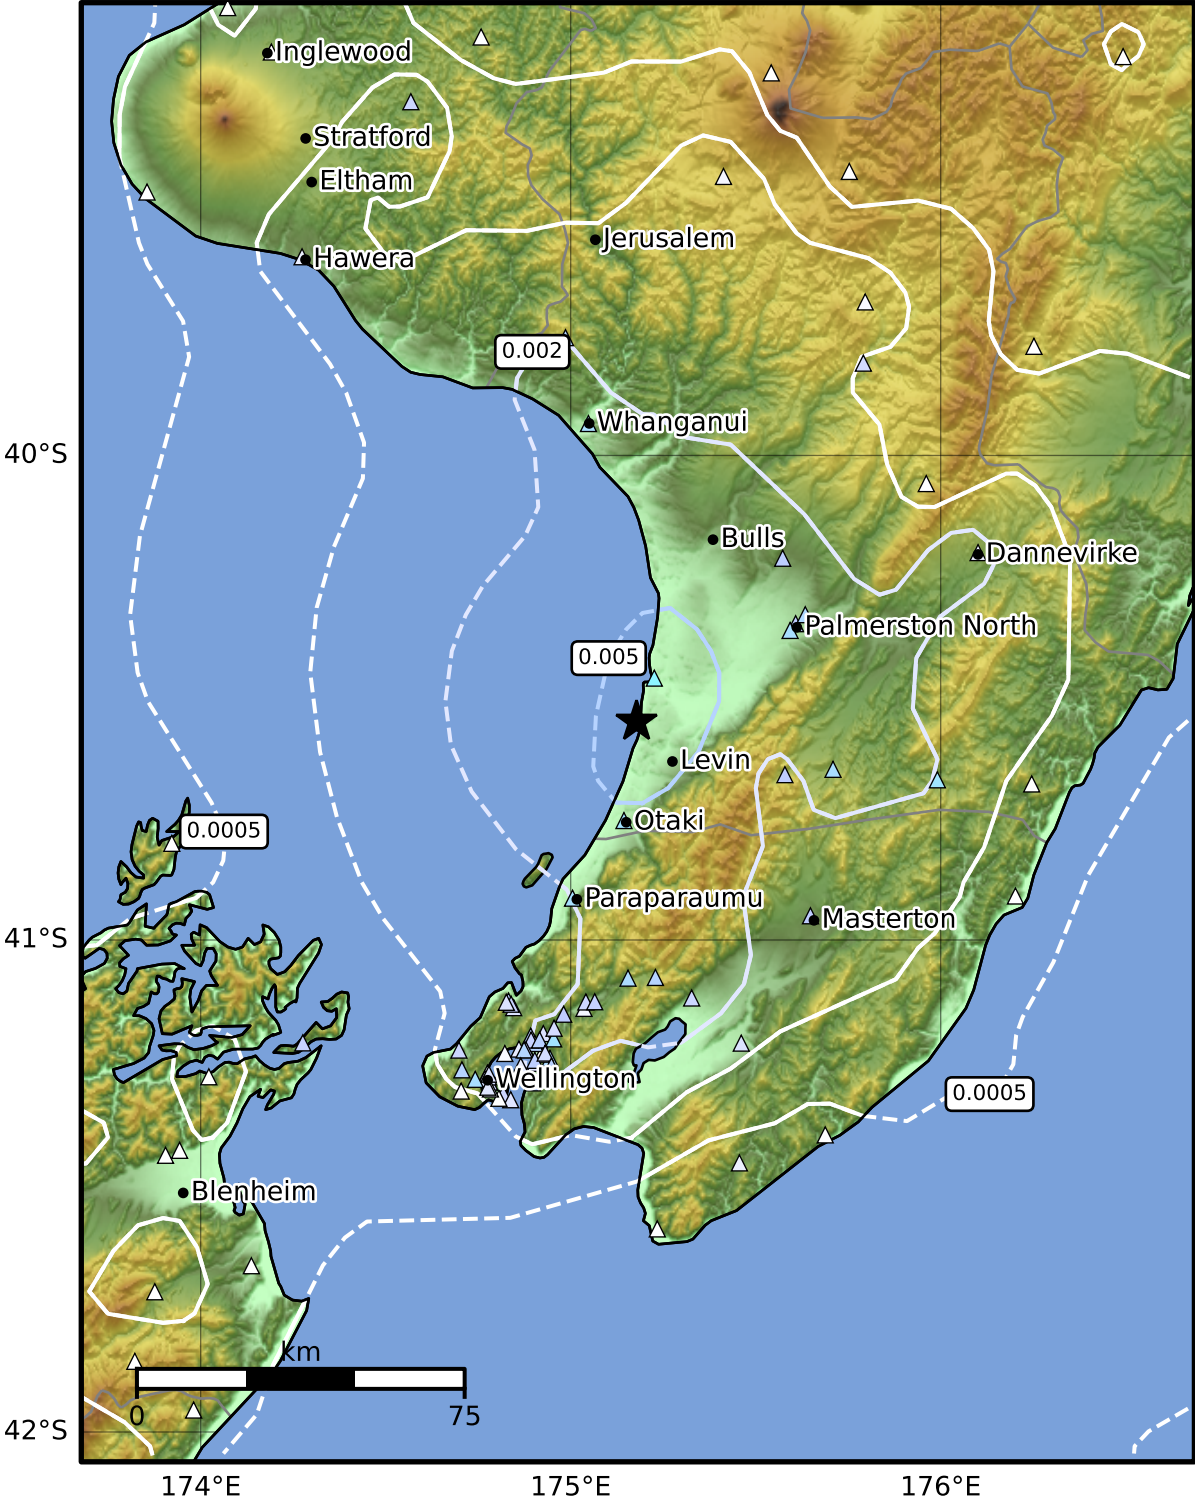 Inglewood
Stratford
Eltham
Jerusalem
Hawera
0.002
Whanganui
40°S
Bulls
Dannevirke
Palmerston North
0.005
Levin
Otaki
0.0005
Paraparaumu
Masterton
41°S
Wellington
0.0005
Blenheim
km
0 75
42°S
174°E 175°E 176°E